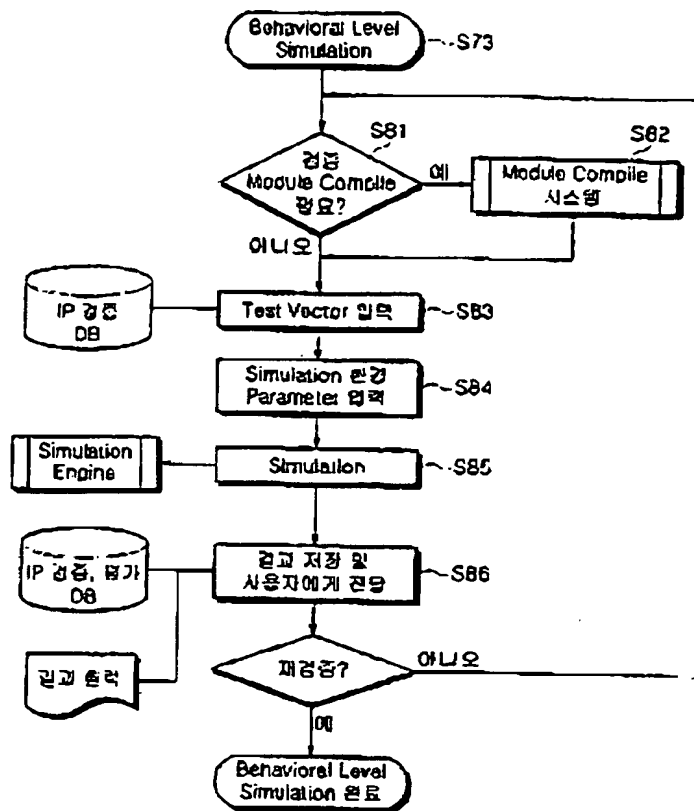 Behavioral Level
Simulation
S73
S81
검증
Module Compile
필요?
예
S82
Module Compile
시스템
아니오
IP 검증
DB
Test Vector 입력
S83
Simulation 환경
Parameter 입력
S84
Simulation
Engine
Simulation
S85
IP 검증, 평가
DB
결과 저장 및
사용자에게 전달
S86
결과 출력
재검증?
아니오
예
Behavioral Level
Simulation 완료